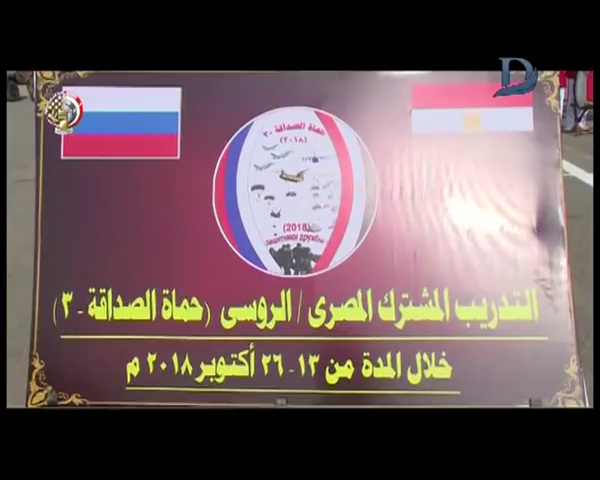 حماة الصداقة - ٣
(٢٠١٨)
(2018)
التدريب المشترك المصرى / الروسى (حماة الصداقة - ٣)
خلال المدة من ١٣ - ٢٦ أكتوبر ٢٠١٨ م